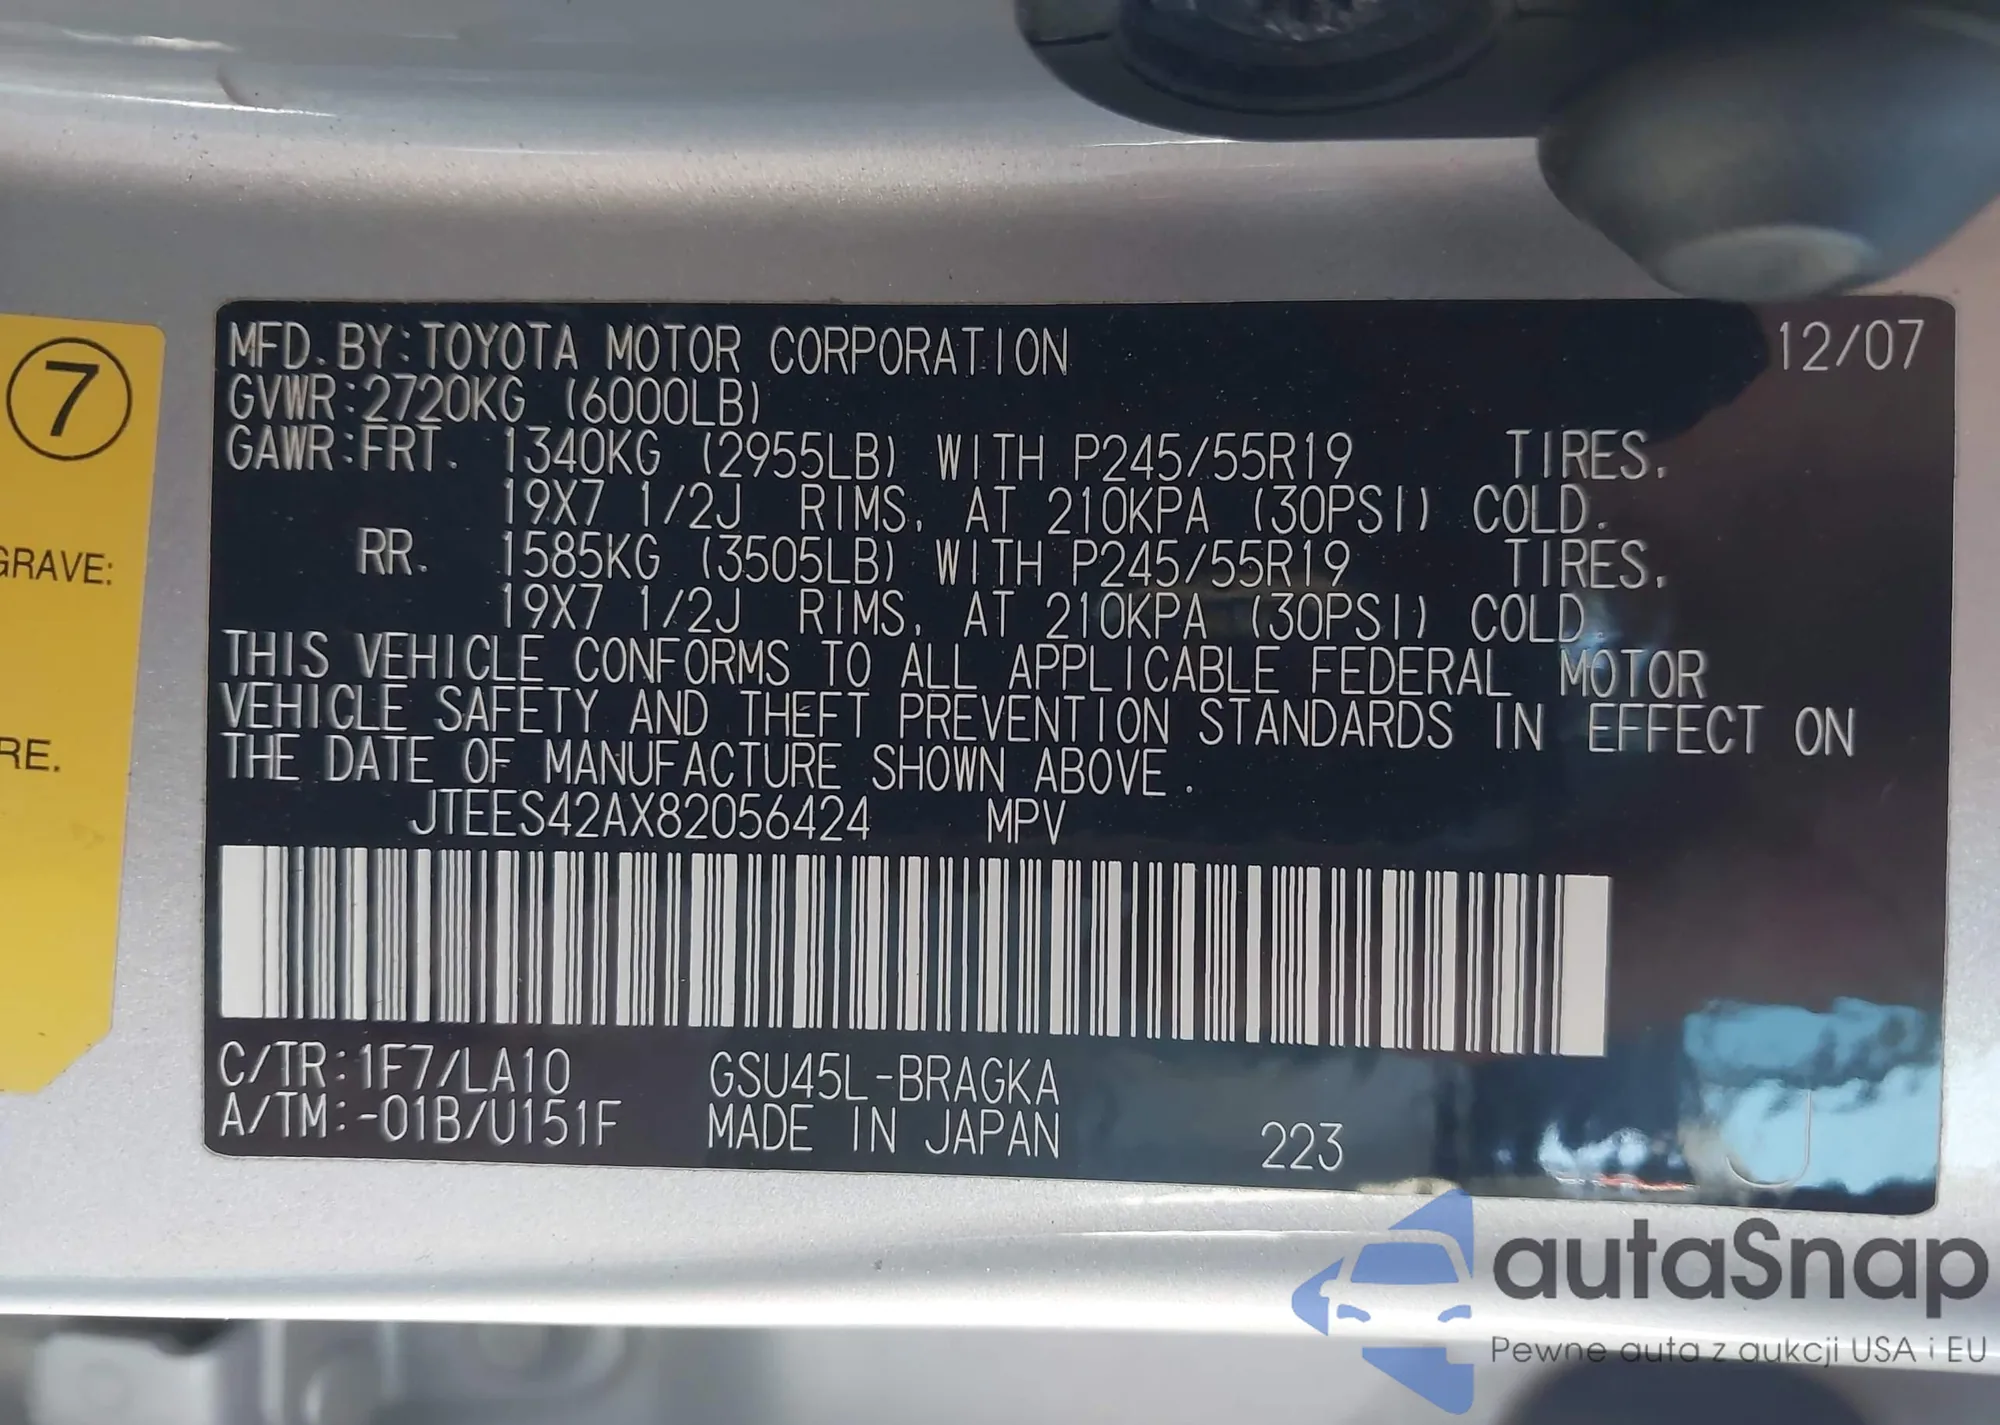 7
GRAVE:
RE.
MFD. BY: TOYOTA MOTOR CORPORATION 12/07
GVWR: 2720KG (6000LB)
GAWR: FRT. 1340KG (2955LB) WITH P245/55R19 TIRES,
19X7 1/2J RIMS, AT 210KPA (30PSI) COLD.
RR. 1585KG (3505LB) WITH P245/55R19 TIRES,
19X7 1/2J RIMS, AT 210KPA (30PSI) COLD.
THIS VEHICLE CONFORMS TO ALL APPLICABLE FEDERAL MOTOR
VEHICLE SAFETY AND THEFT PREVENTION STANDARDS IN EFFECT ON
THE DATE OF MANUFACTURE SHOWN ABOVE.
JTEES42AX82056424 MPV
C/TR: 1F7/LA10 GSU45L-BRAGKA
A/TM: -01B/U151F MADE IN JAPAN 223 J
autaSnap
Pewne auta z aukcji USA i EU